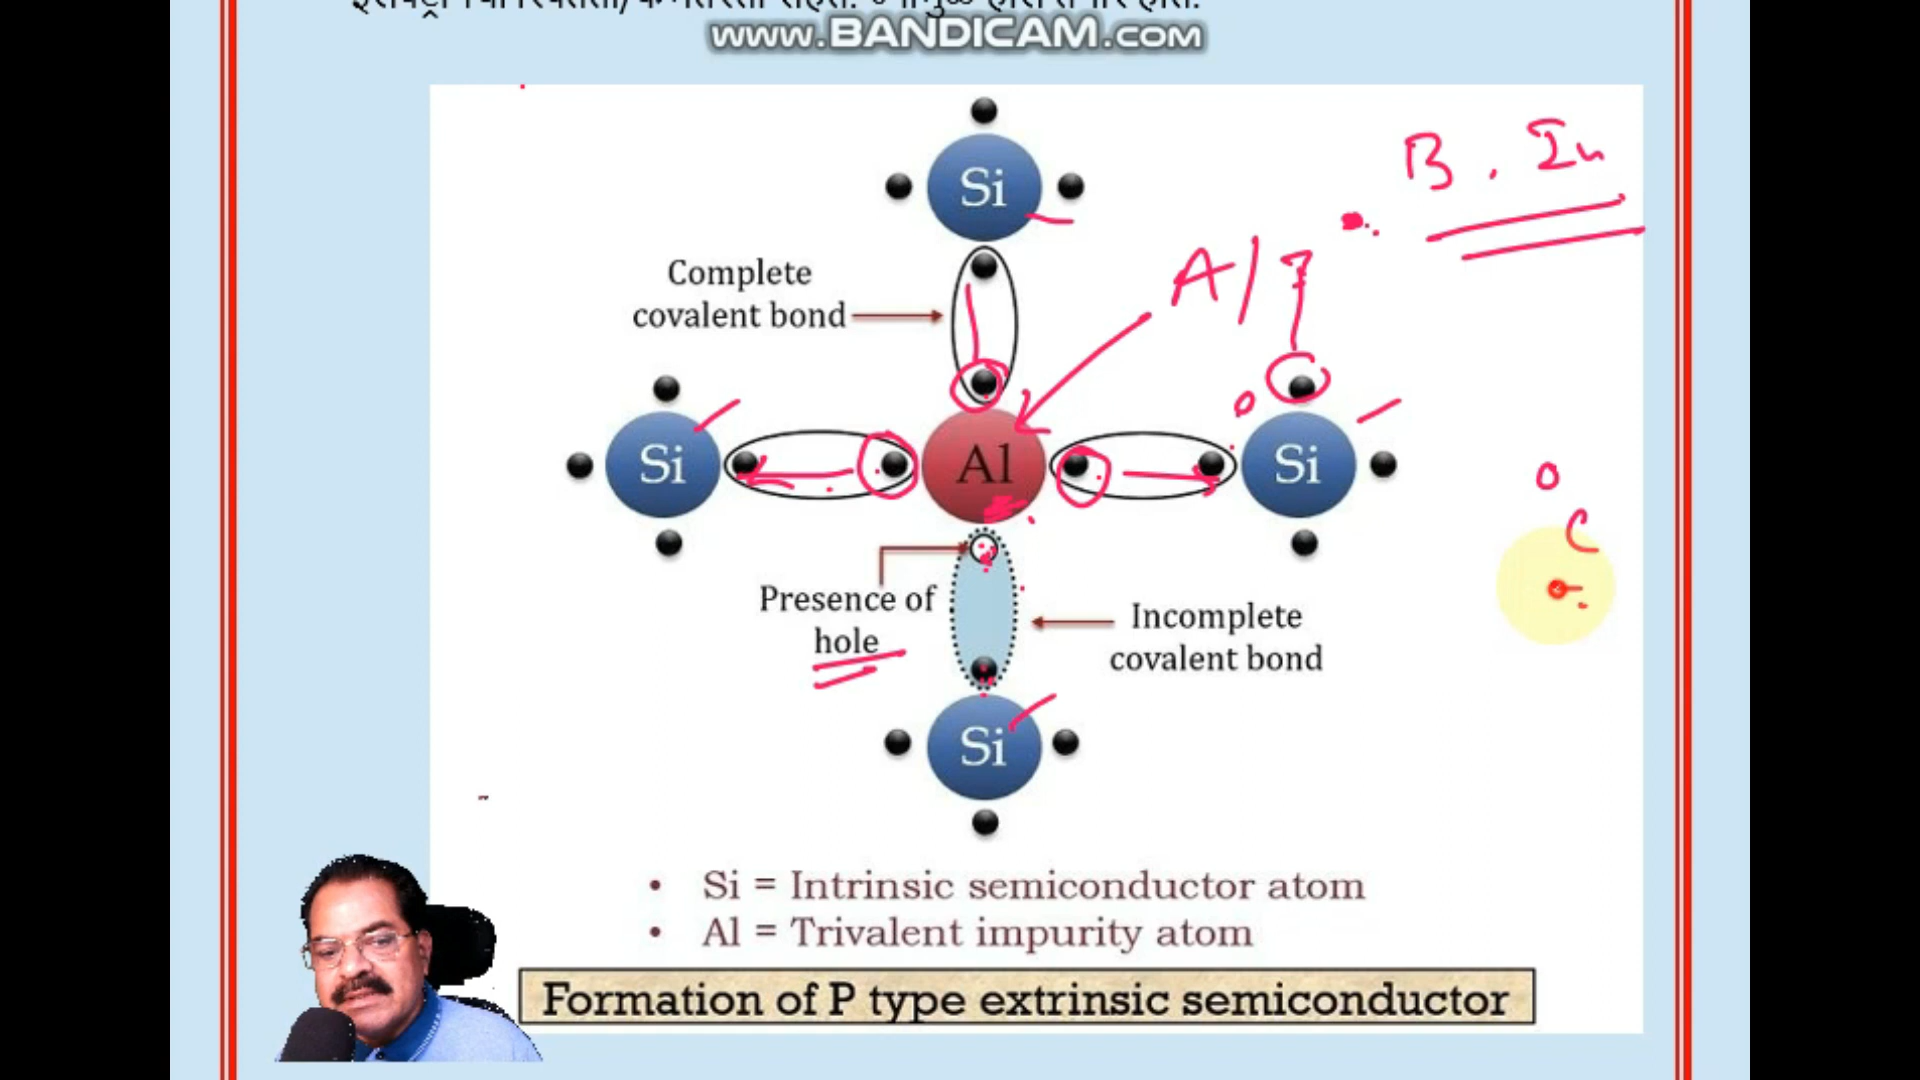 www.BANDICAM.com
B, In
Si
Complete
covalent bond
Al
Si
Al
Si
Presence of
hole
Incomplete
covalent bond
Si
• Si = Intrinsic semiconductor atom
• Al = Trivalent impurity atom
Formation of P type extrinsic semiconductor